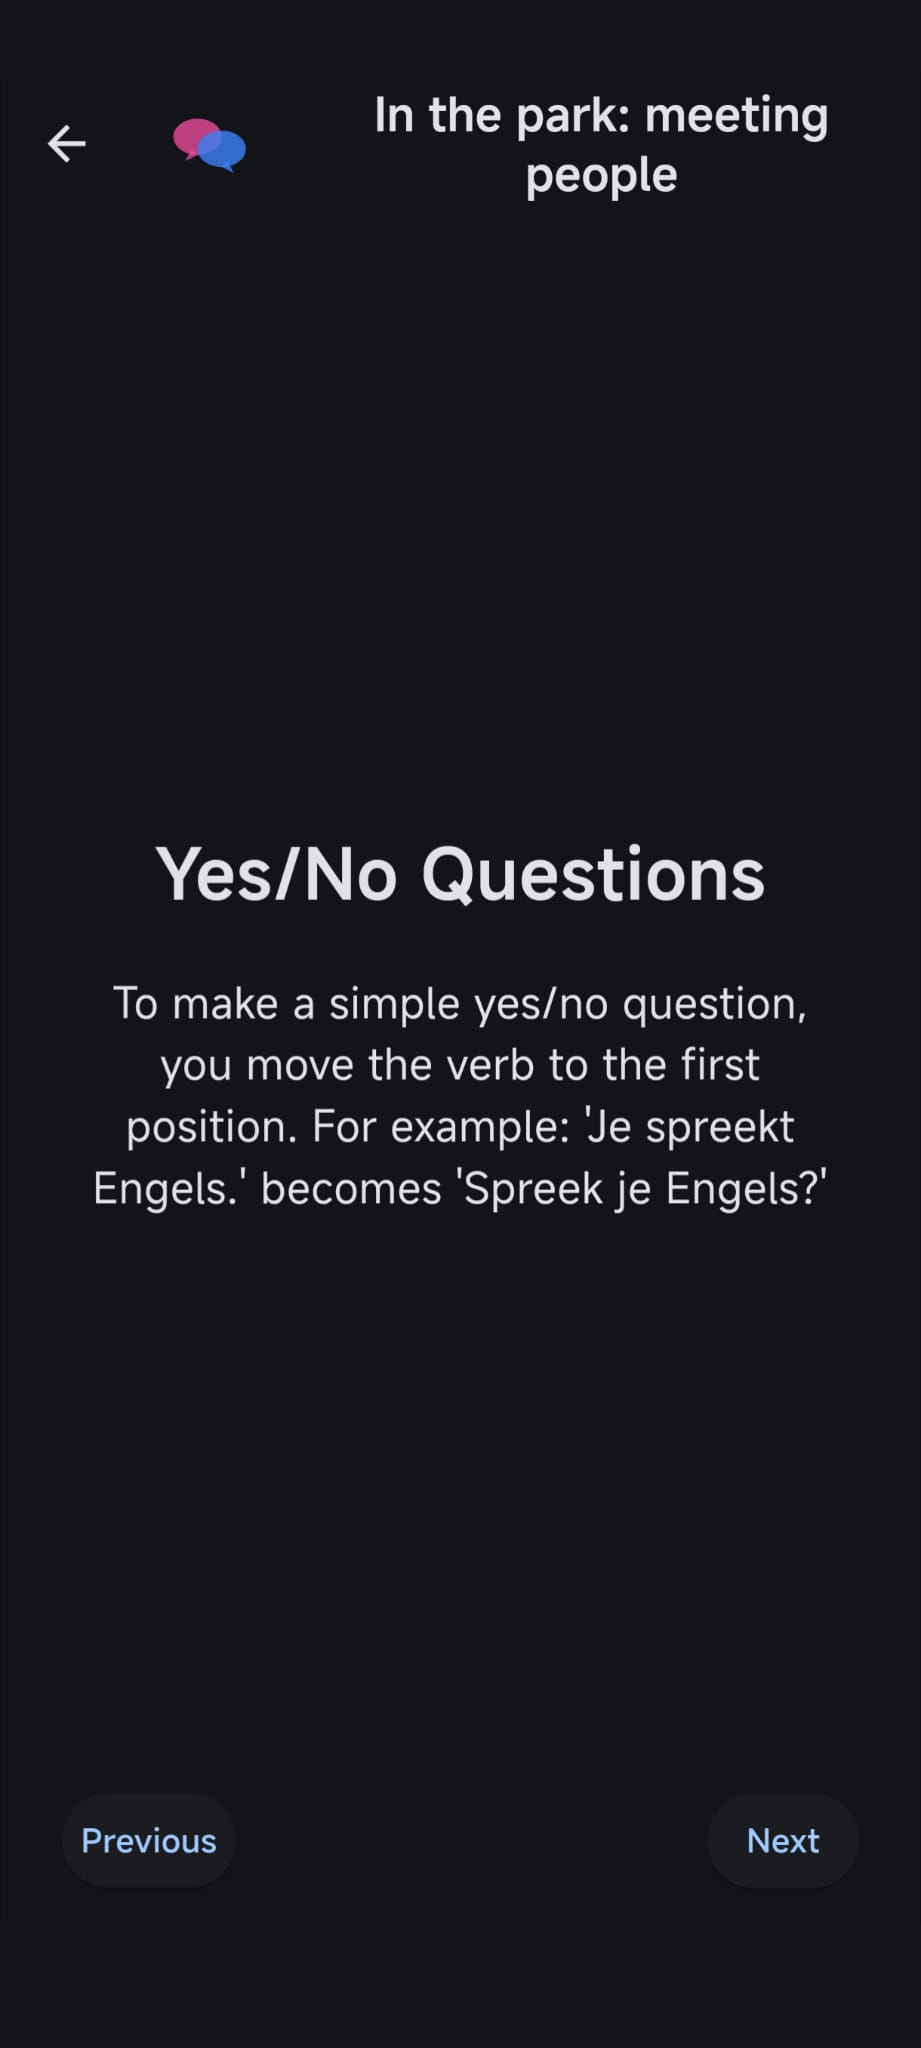 In the park: meeting
people
Yes/No Questions
To make a simple yes/no question,
you move the verb to the first
position. For example: 'Je spreekt
Engels.' becomes 'Spreek je Engels?'
Previous
Next